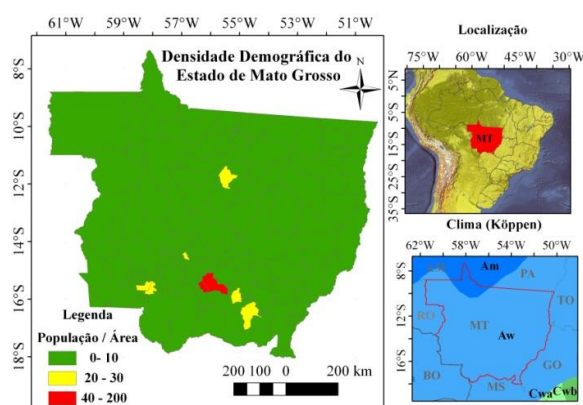 61°W 59°W 57°W 55°W 53°W 51°W
Densidade Demográfica do
Estado de Mato Grosso
N
8°S
10°S
12°S
14°S
16°S
18°S
Legenda
População / Área
0- 10
20 - 30
40 - 200
200 100 0 200 km
Localização
75°W 60°W 45°W 30°W
5°N
5°S
15°S
25°S
35°S
MT
Clima (Köppen)
62°W 58°W 54°W 50°W
8°S
12°S
16°S
Am
PA
TO
RO
MT
Aw
GO
BO
MS
Cwa
Cwb